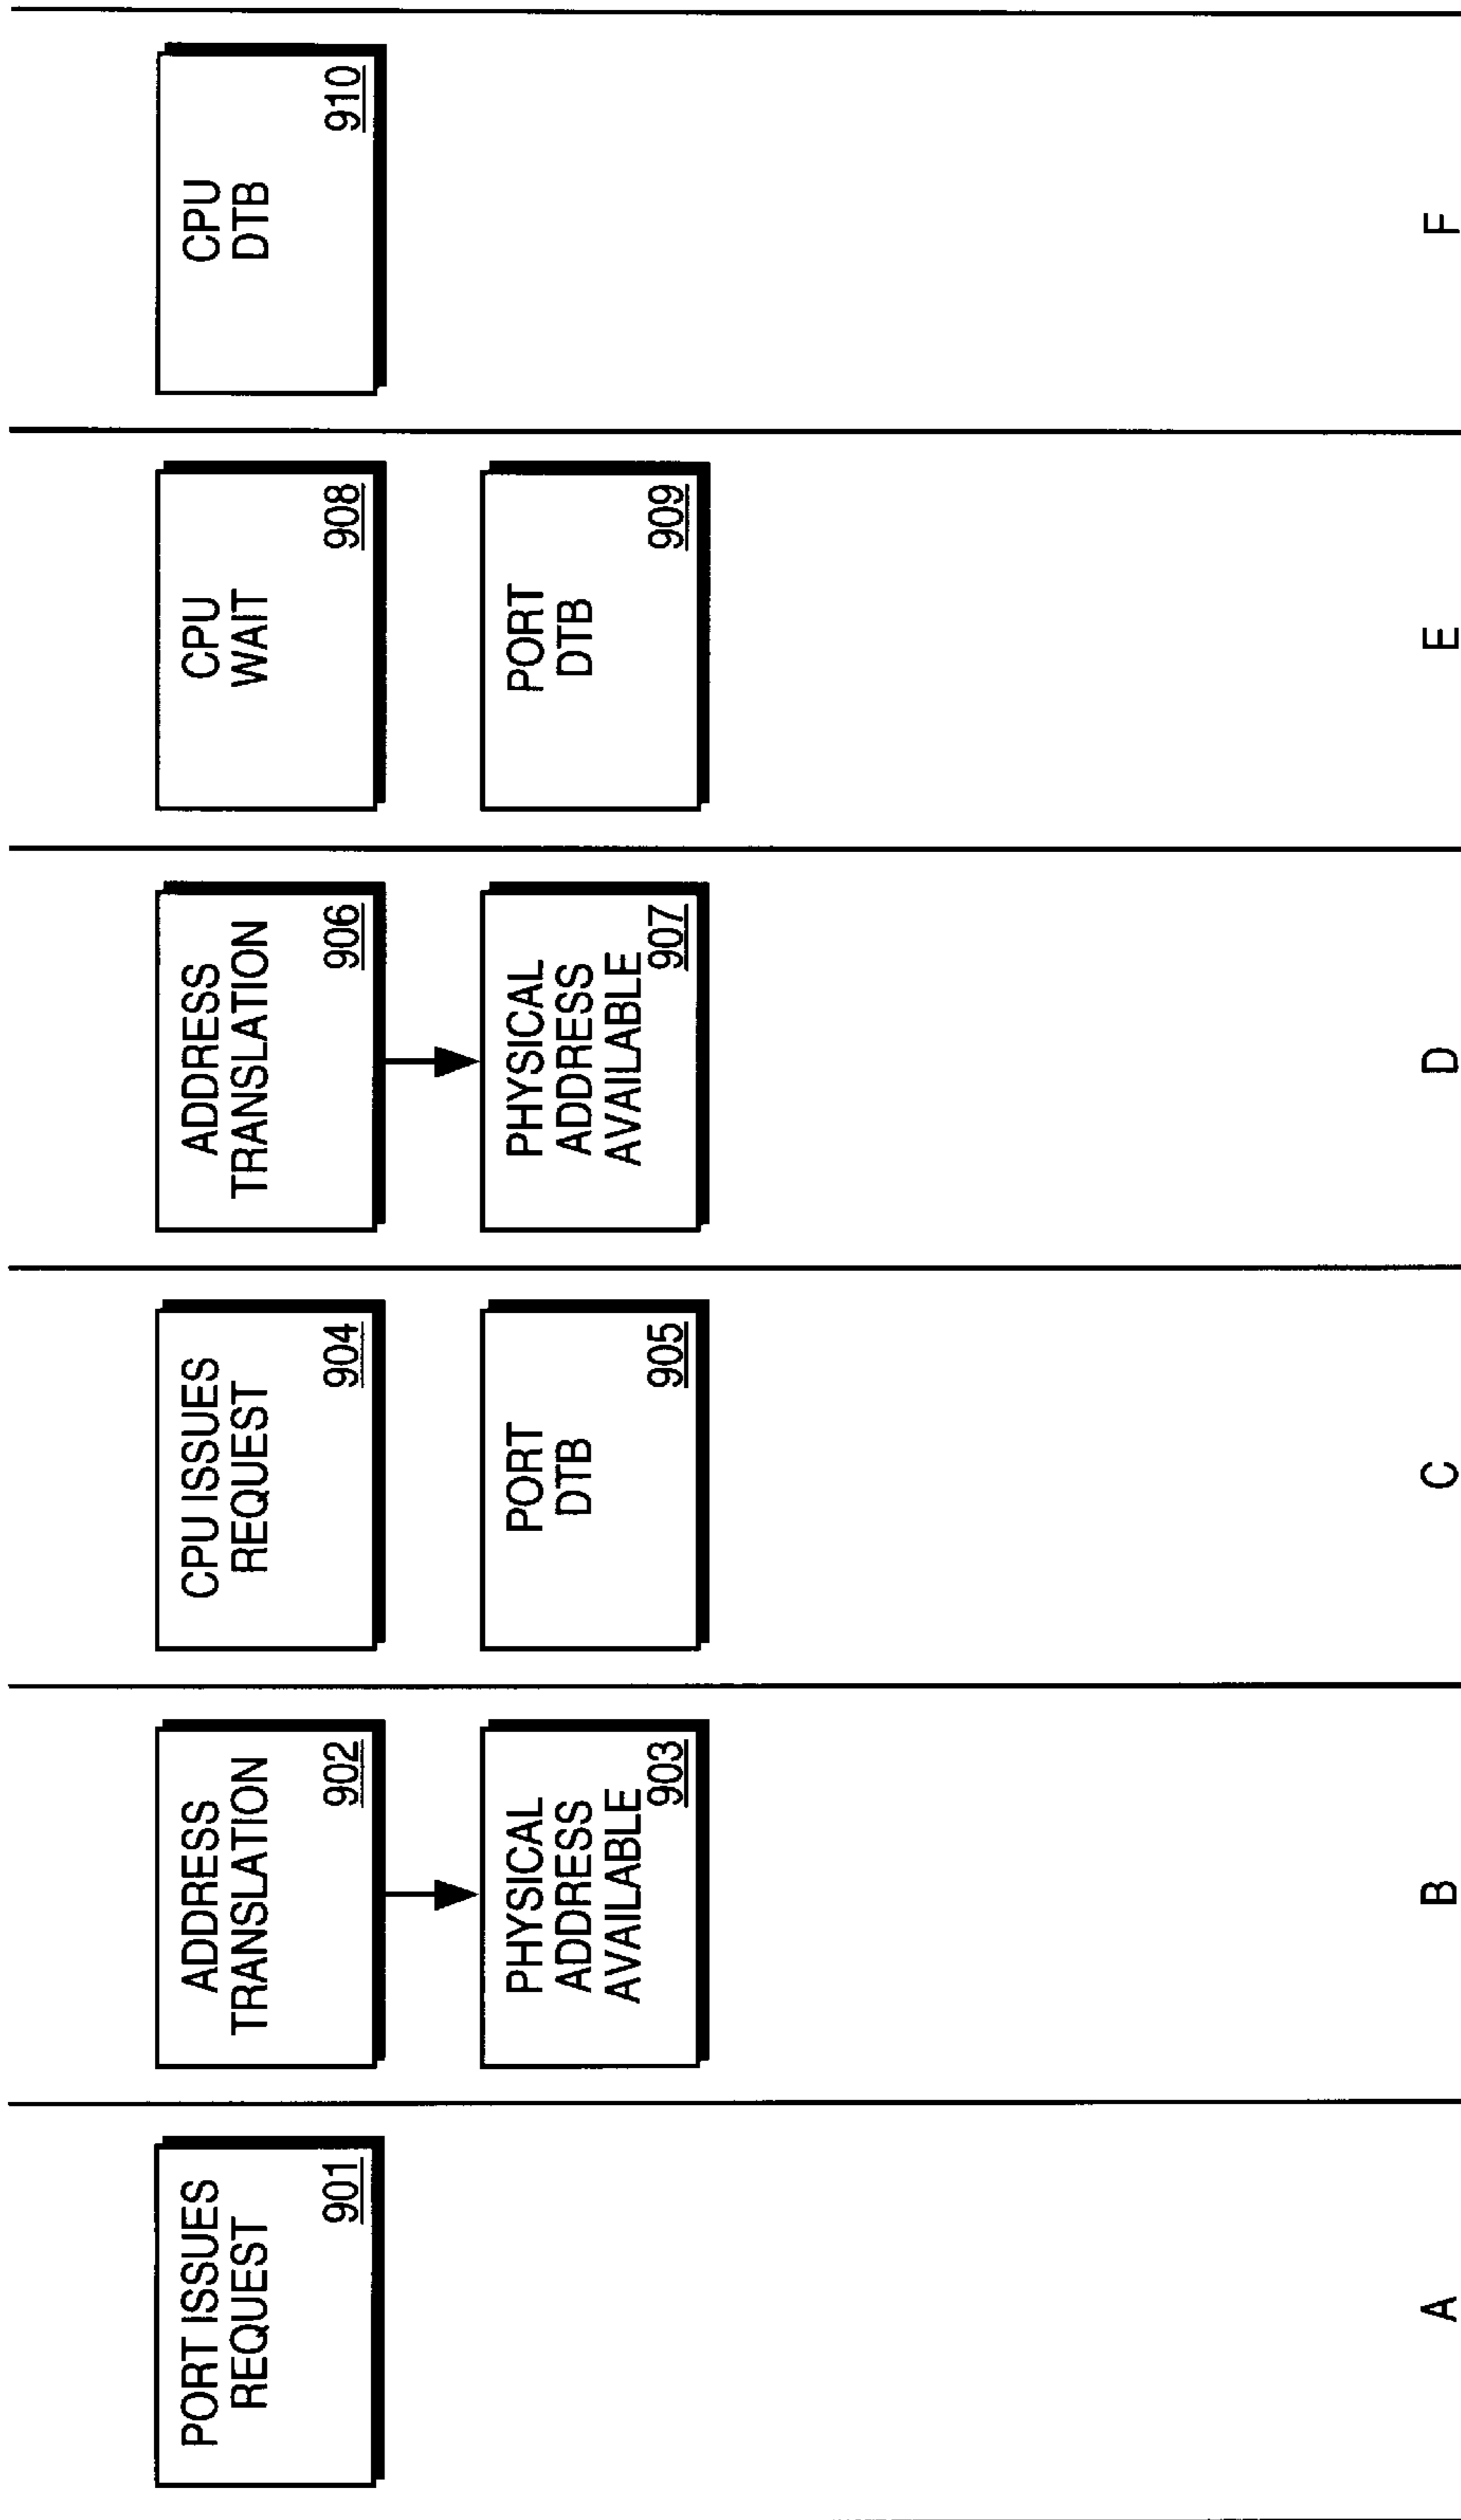 PORT ISSUES
REQUEST
901
A
ADDRESS
TRANSLATION
902
PHYSICAL
ADDRESS
AVAILABLE
903
B
CPU ISSUES
REQUEST
904
PORT
DTB
905
C
ADDRESS
TRANSLATION
906
PHYSICAL
ADDRESS
AVAILABLE
907
D
CPU
WAIT
908
PORT
DTB
909
E
CPU
DTB
910
F